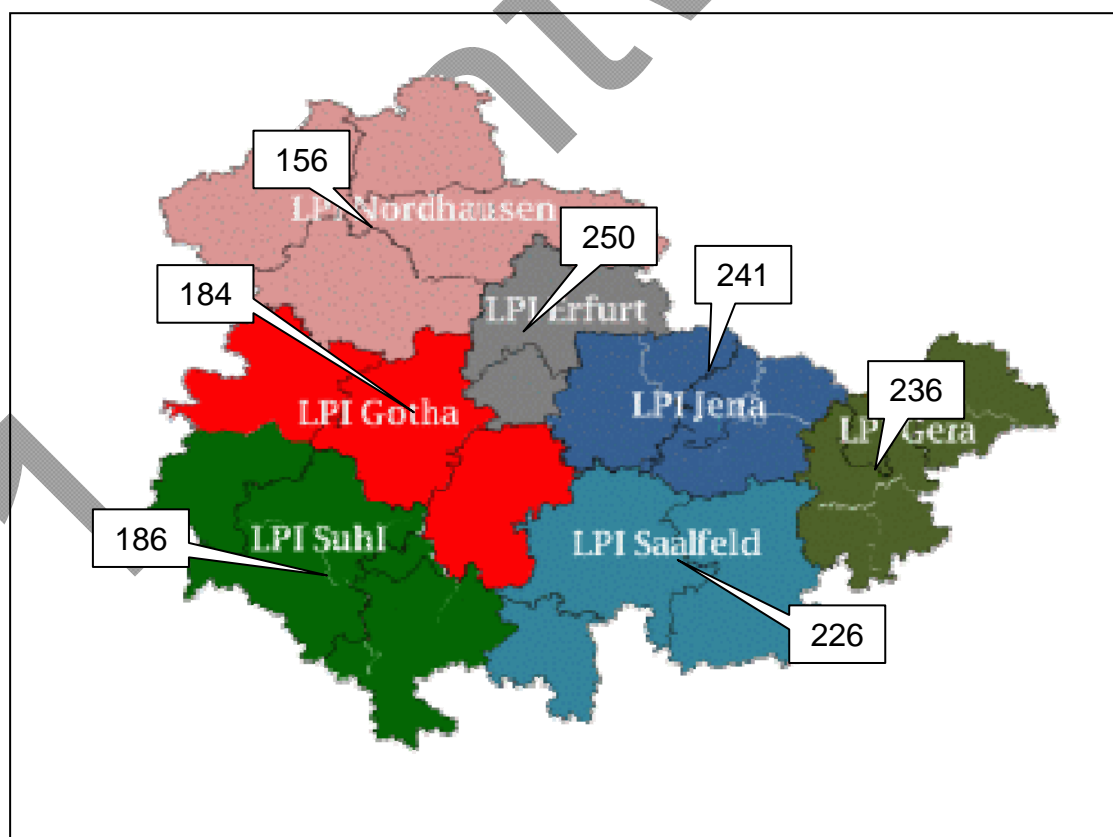 156
LPI Nordhausen
250
241
184
LPI Erfurt
LPI Gotha
LPI Jena
236
LPI Gera
186
LPI Suhl
LPI Saalfeld
226